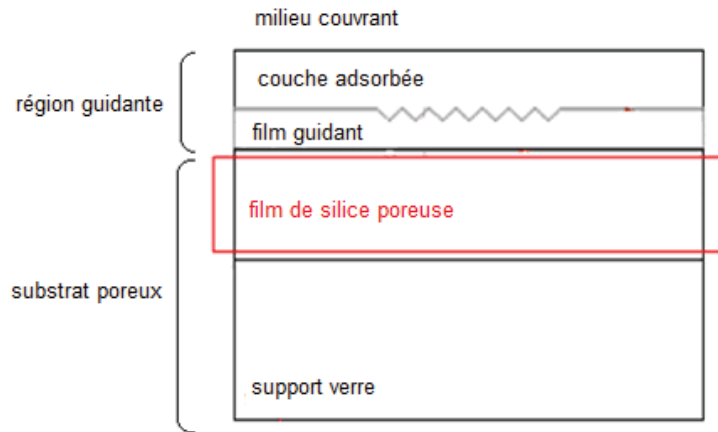 milieu couvrant
couche adsorbée
région guidante
film guidant
film de silice poreuse
substrat poreux
support verre